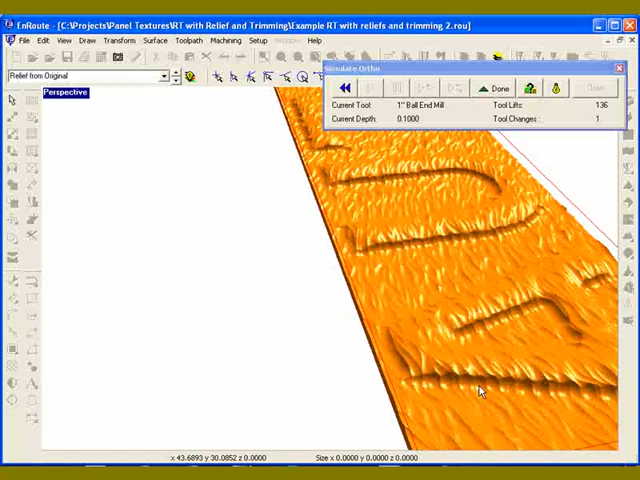 EnRoute - [C:\Projects\Panel Textures\RT with Relief and Trimming\Example RT with reliefs and trimming 2.rou]
File Edit View Draw Transform Surface Toolpath Machining Setup Window Help
Relief from Original
Simulate Ortho
Done
Close
Current Tool: 1" Ball End Mill Tool Lifts: 136
Current Depth: 0.1000 Tool Changes : 1
Perspective
x 43.6893 y 30.0852 z 0.0000 Size x 0.0000 y 0.0000 z 0.0000